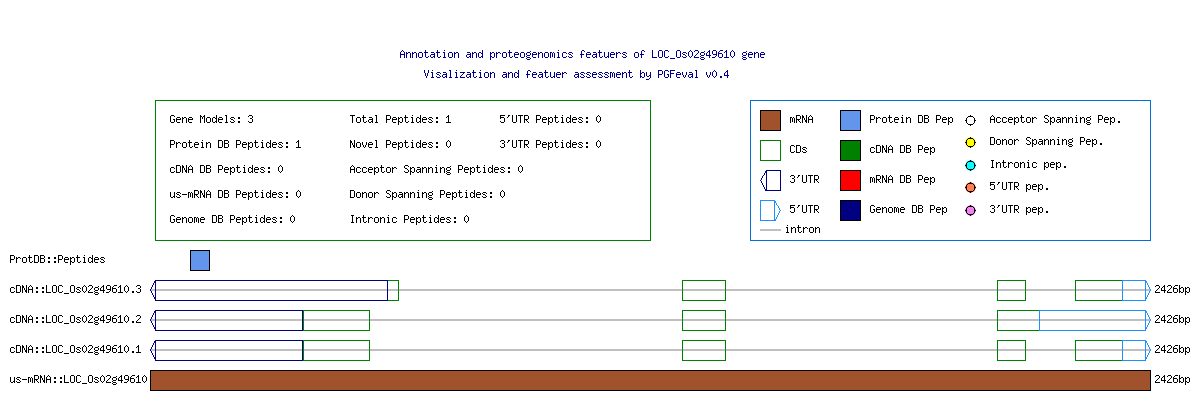 Annotation and proteogenomics featuers of LOC_Os02g49610 gene
Visalization and featuer assessment by PGFeval v0.4
Gene Models: 3 Total Peptides: 1 5'UTR Peptides: 0
Protein DB Peptides: 1 Novel Peptides: 0 3'UTR Peptides: 0
cDNA DB Peptides: 0 Acceptor Spanning Peptides: 0
us-mRNA DB Peptides: 0 Donor Spanning Peptides: 0
Genome DB Peptides: 0 Intronic Peptides: 0
mRNA Protein DB Pep Acceptor Spanning Pep.
CDs cDNA DB Pep Donor Spanning Pep.
3'UTR mRNA DB Pep Intronic pep.
5'UTR Genome DB Pep 5'UTR pep.
intron 3'UTR pep.
ProtDB::Peptides
cDNA::LOC_Os02g49610.3 2426bp
cDNA::LOC_Os02g49610.2 2426bp
cDNA::LOC_Os02g49610.1 2426bp
us-mRNA::LOC_Os02g49610 2426bp